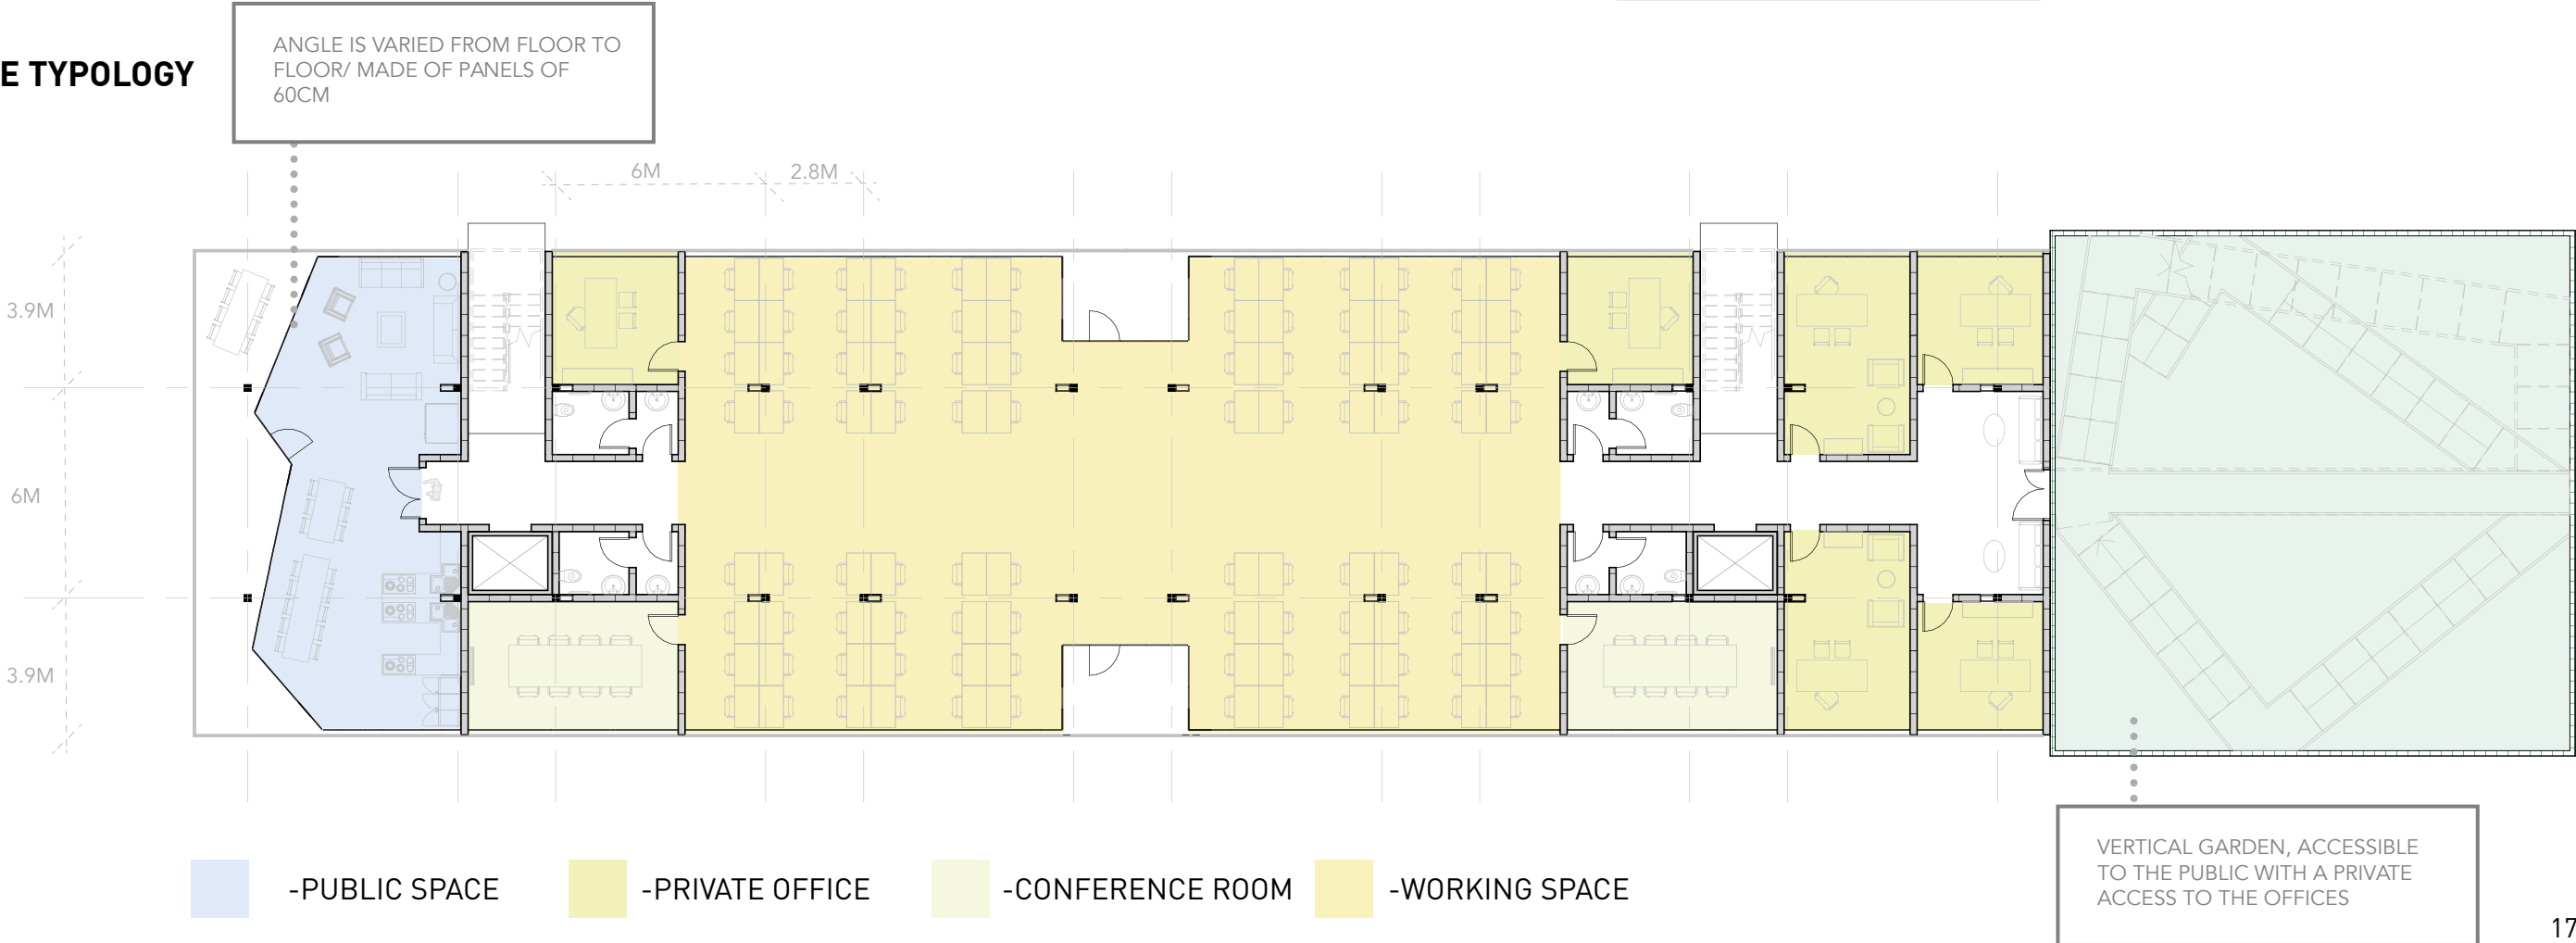 E TYPOLOGY
ANGLE IS VARIED FROM FLOOR TO
FLOOR/ MADE OF PANELS OF
60CM
6M
2.8M
3.9M
6M
3.9M
-PUBLIC SPACE
-PRIVATE OFFICE
-CONFERENCE ROOM
-WORKING SPACE
VERTICAL GARDEN, ACCESSIBLE
TO THE PUBLIC WITH A PRIVATE
ACCESS TO THE OFFICES
17